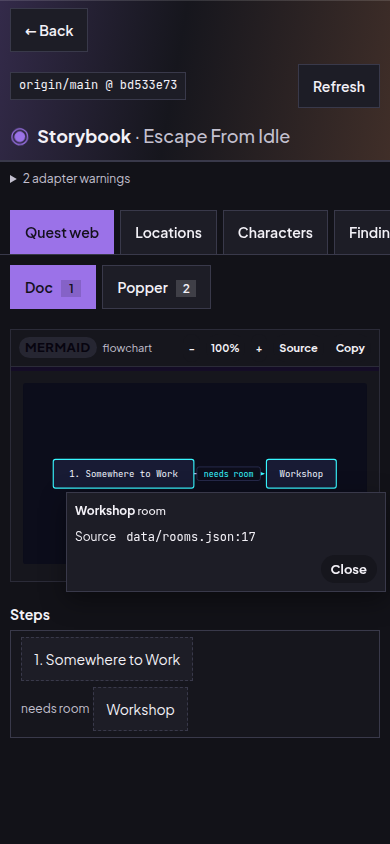 ← Back
origin/main @ bd533e73
Refresh
Storybook · Escape From Idle
▶ 2 adapter warnings
Quest web
Locations
Characters
Findin
Doc 1
Popper 2
MERMAID flowchart
- 100% + Source Copy
1. Somewhere to Work
needs room
Workshop
Workshop room
Source data/rooms.json:17
Close
Steps
1. Somewhere to Work
needs room Workshop